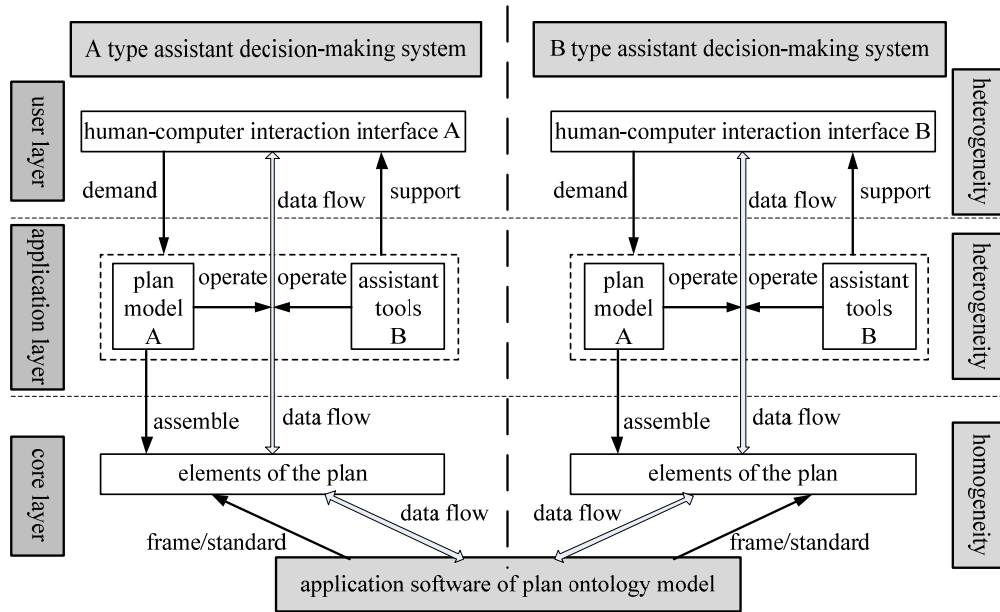 A type assistant decision-making system
B type assistant decision-making system
user layer
human-computer interaction interface A
human-computer interaction interface B
heterogeneity
demand
data flow
support
demand
data flow
support
application layer
plan
model
A
operate
operate
assistant
tools
B
plan
model
A
operate
operate
assistant
tools
B
heterogeneity
assemble
data flow
assemble
data flow
core layer
elements of the plan
elements of the plan
homogeneity
frame/standard
data flow
data flow
frame/standard
application software of plan ontology model